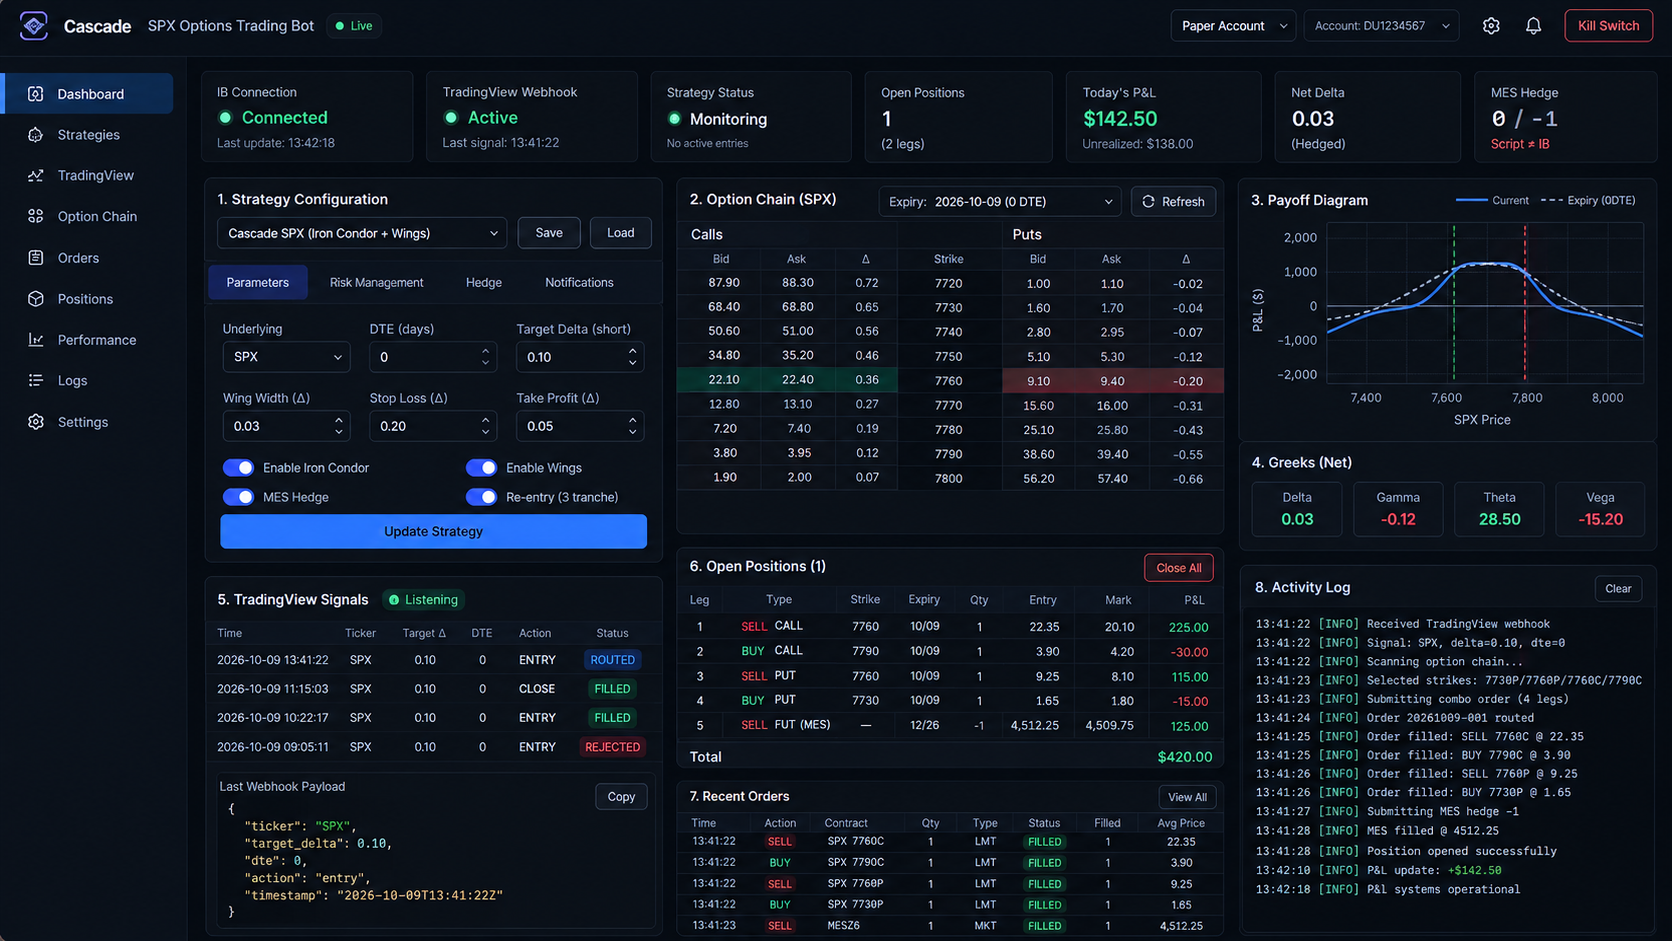 Cascade SPX Options Trading Bot Live Paper Account Account: DU1234567 Kill Switch
Dashboard
Strategies
TradingView
Option Chain
Orders
Positions
Performance
Logs
Settings
IB Connection
Connected
Last update: 13:42:18
TradingView Webhook
Active
Last signal: 13:41:22
Strategy Status
Monitoring
No active entries
Open Positions
1
(2 legs)
Today's P&L
$142.50
Unrealized: $138.00
Net Delta
0.03
(Hedged)
MES Hedge
0 / -1
Script ≠ IB
1. Strategy Configuration
Cascade SPX (Iron Condor + Wings) Save Load
Parameters Risk Management Hedge Notifications
Underlying DTE (days) Target Delta (short)
SPX 0 0.10
Wing Width (Δ) Stop Loss (Δ) Take Profit (Δ)
0.03 0.20 0.05
Enable Iron Condor Enable Wings
MES Hedge Re-entry (3 tranche)
Update Strategy
2. Option Chain (SPX) Expiry: 2026-10-09 (0 DTE) Refresh
Calls Puts
Bid Ask Δ Strike Bid Ask Δ
87.90 88.30 0.72 7720 1.00 1.10 -0.02
68.40 68.80 0.65 7730 1.60 1.70 -0.04
50.60 51.00 0.56 7740 2.80 2.95 -0.07
34.80 35.20 0.46 7750 5.10 5.30 -0.12
22.10 22.40 0.36 7760 9.10 9.40 -0.20
12.80 13.10 0.27 7770 15.60 16.00 -0.31
7.20 7.40 0.19 7780 25.10 25.80 -0.43
3.80 3.95 0.12 7790 38.60 39.40 -0.55
1.90 2.00 0.07 7800 56.20 57.40 -0.66
3. Payoff Diagram Current Expiry (0DTE)
2,000
1,000
0
-1,000
-2,000
P&L ($)
7,400 7,600 7,800 8,000
SPX Price
4. Greeks (Net)
Delta Gamma Theta Vega
0.03 -0.12 28.50 -15.20
5. TradingView Signals Listening
Time Ticker Target Δ DTE Action Status
2026-10-09 13:41:22 SPX 0.10 0 ENTRY ROUTED
2026-10-09 11:15:03 SPX 0.10 0 CLOSE FILLED
2026-10-09 10:22:17 SPX 0.10 0 ENTRY FILLED
2026-10-09 09:05:11 SPX 0.10 0 ENTRY REJECTED
Last Webhook Payload Copy
{
"ticker": "SPX",
"target_delta": 0.10,
"dte": 0,
"action": "entry",
"timestamp": "2026-10-09T13:41:22Z"
}
6. Open Positions (1) Close All
Leg Type Strike Expiry Qty Entry Mark P&L
1 SELL CALL 7760 10/09 1 22.35 20.10 225.00
2 BUY CALL 7790 10/09 1 3.90 4.20 -30.00
3 SELL PUT 7760 10/09 1 9.25 8.10 115.00
4 BUY PUT 7730 10/09 1 1.65 1.80 -15.00
5 SELL FUT (MES) — 12/26 -1 4,512.25 4,509.75 125.00
Total $420.00
7. Recent Orders View All
Time Action Contract Qty Type Status Filled Avg Price
13:41:22 SELL SPX 7760C 1 LMT FILLED 1 22.35
13:41:22 BUY SPX 7790C 1 LMT FILLED 1 3.90
13:41:22 SELL SPX 7760P 1 LMT FILLED 1 9.25
13:41:22 BUY SPX 7730P 1 LMT FILLED 1 1.65
13:41:23 SELL MESZ6 1 MKT FILLED 1 4,512.25
8. Activity Log Clear
13:41:22 [INFO] Received TradingView webhook
13:41:22 [INFO] Signal: SPX, delta=0.10, dte=0
13:41:22 [INFO] Scanning option chain...
13:41:23 [INFO] Selected strikes: 7730P/7760P/7760C/7790C
13:41:23 [INFO] Submitting combo order (4 legs)
13:41:24 [INFO] Order 20261009-001 routed
13:41:25 [INFO] Order filled: SELL 7760C @ 22.35
13:41:25 [INFO] Order filled: BUY 7790C @ 3.90
13:41:26 [INFO] Order filled: SELL 7760P @ 9.25
13:41:26 [INFO] Order filled: BUY 7730P @ 1.65
13:41:27 [INFO] Submitting MES hedge -1
13:41:28 [INFO] MES filled @ 4512.25
13:41:28 [INFO] Position opened successfully
13:42:10 [INFO] P&L update: +$142.50
13:42:18 [INFO] P&L systems operational